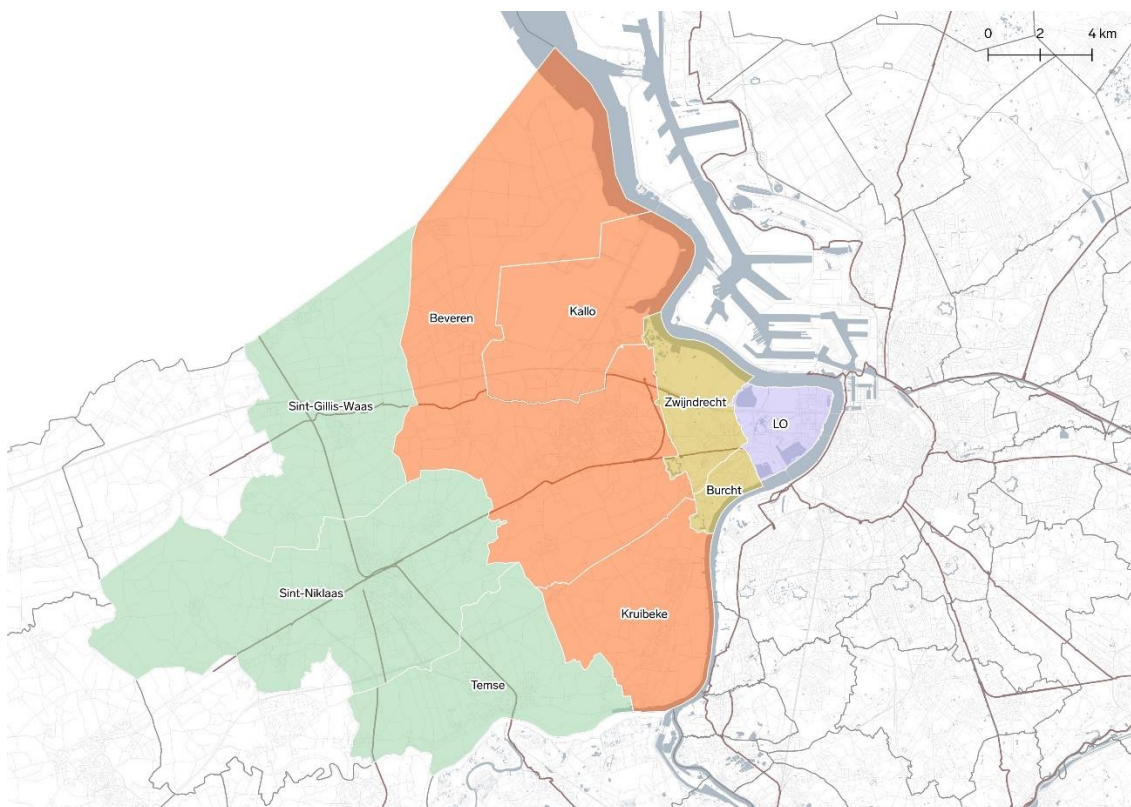 0 2 4 km
Beveren
Kallo
Zwijndrecht
Sint-Gillis-Waas
LO
Burcht
Sint-Niklaas
Kruibeke
Temse